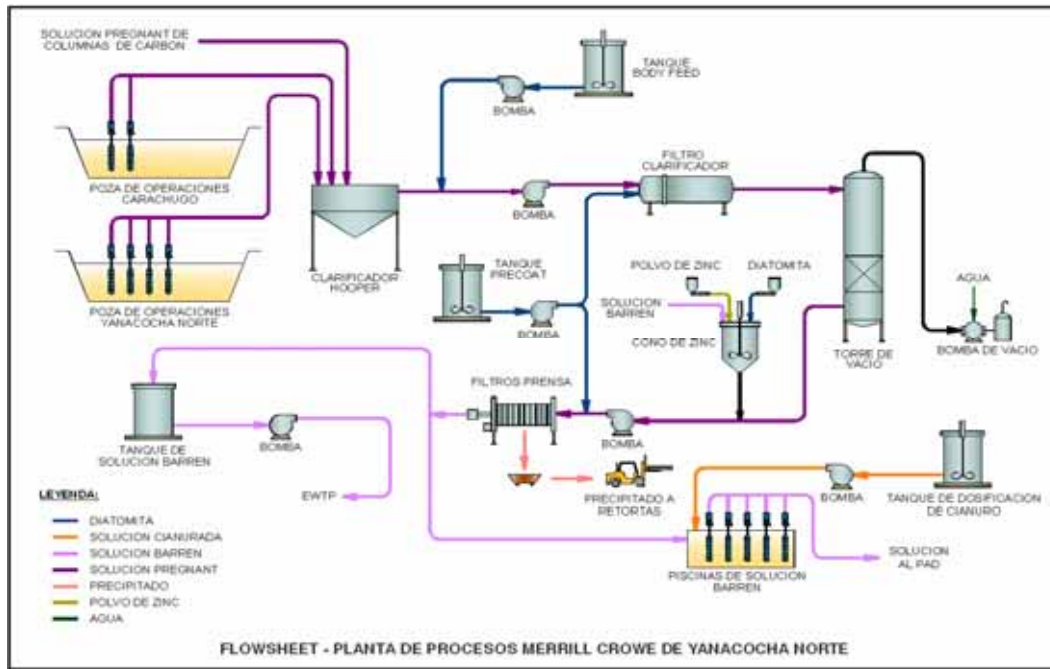 SOLUCION PREGNANT DE
COLUMNAS DE CARBON
TANQUE
BODY FEED
BOMBA
POZA DE OPERACIONES
CARACHUGO
FILTRO
CLARIFICADOR
BOMBA
CLARIFICADOR
HOOPER
TANQUE
PRECOAT
POLVO DE ZINC
DIATOMITA
SOLUCION
BARREN
AGUA
POZA DE OPERACIONES
YANACOCHA NORTE
BOMBA
CONO DE ZINC
TORRE DE
VACIO
BOMBA DE VACIO
FILTROS PRENSA
BOMBA
TANQUE DE
SOLUCION BARREN
BOMBA
EWTP
PRECIPITADO A
RETORTAS
BOMBA
TANQUE DE DOSIFICACION
DE CIANURO
LEYENDA:
DIATOMITA
SOLUCION CIANURADA
SOLUCION BARREN
SOLUCION PREGNANT
PRECIPITADO
POLVO DE ZINC
AGUA
SOLUCION
AL PAD
PISCINAS DE SOLUCION
BARREN
FLOWSHEET - PLANTA DE PROCESOS MERRILL CROWE DE YANACOCHA NORTE